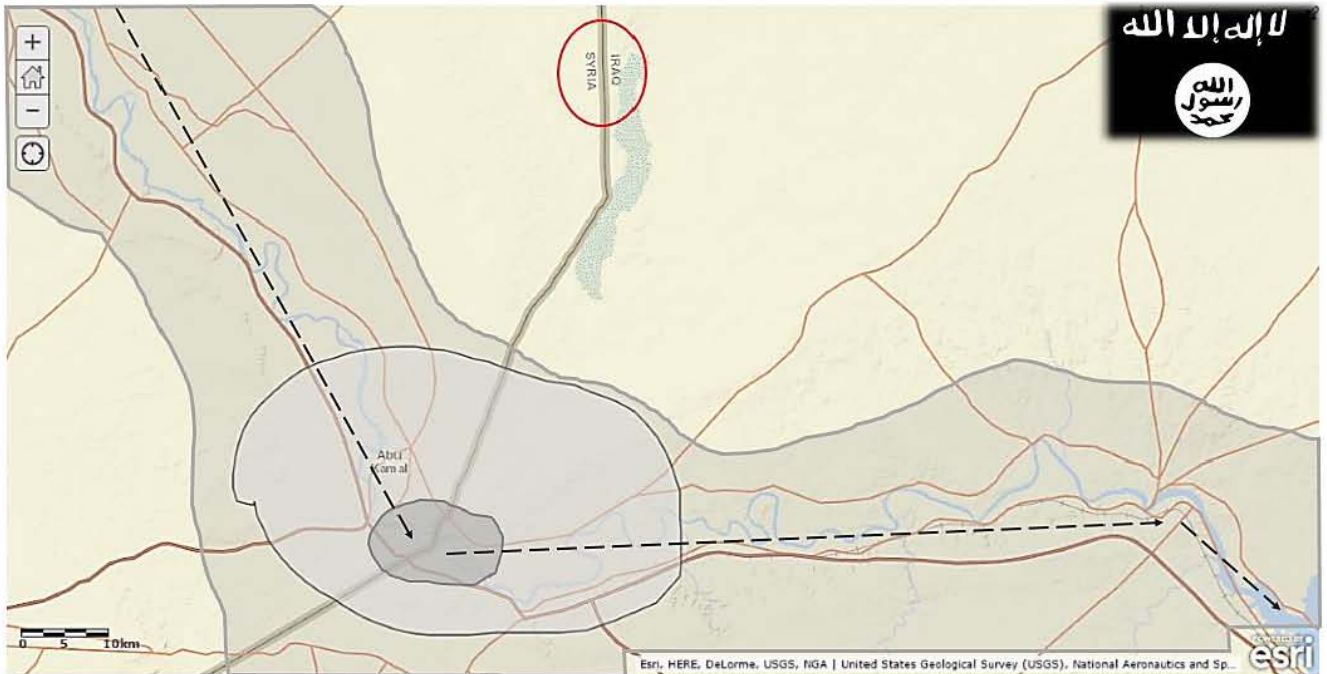 لا إله إلا الله
الله
رسول
محمد
IRAQ
SYRIA
Abu
Kamal
+
−
0 5 10km
Esri, HERE, DeLorme, USGS, NGA | United States Geological Survey (USGS), National Aeronautics and Sp...
esri